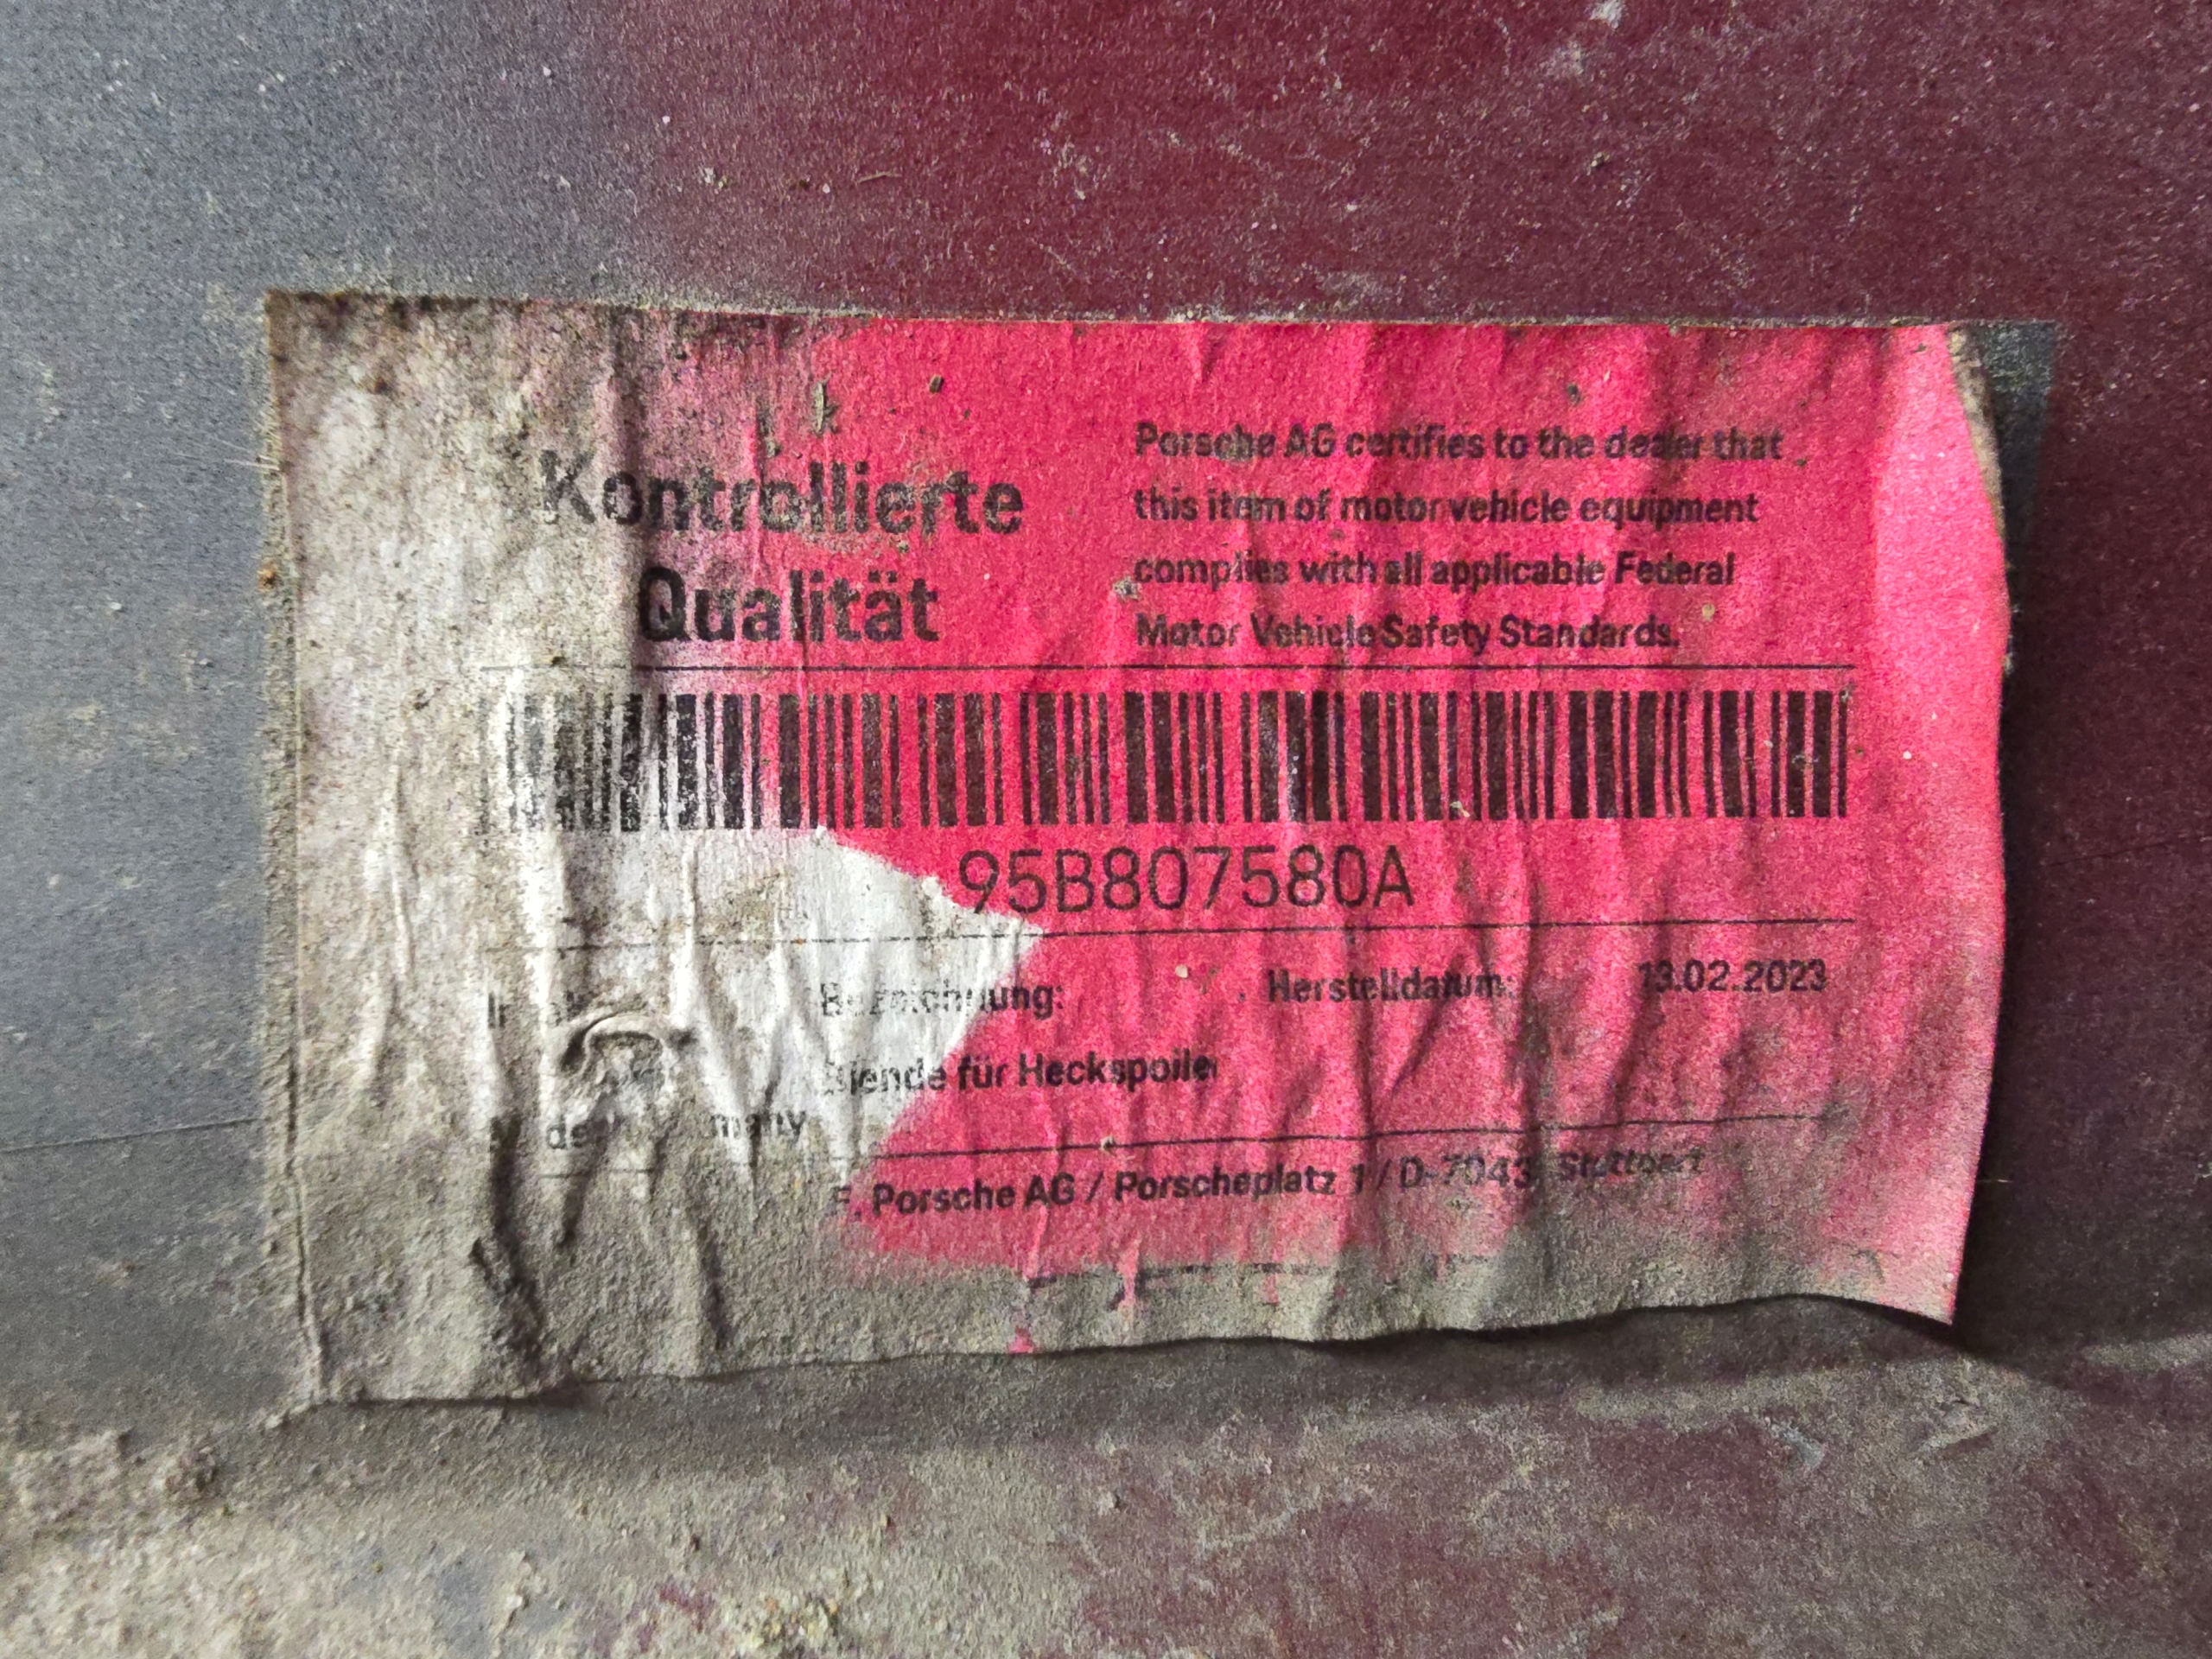 Kontrollierte
Qualität
Porsche AG certifies to the dealer that
this item of motor vehicle equipment
complies with all applicable Federal
Motor Vehicle Safety Standards.
95B807580A
Bezeichnung:
Herstelldatum: 13.02.2023
Blende für Heckspoiler
F. Porsche AG / Porscheplatz 1 / Stuttgart